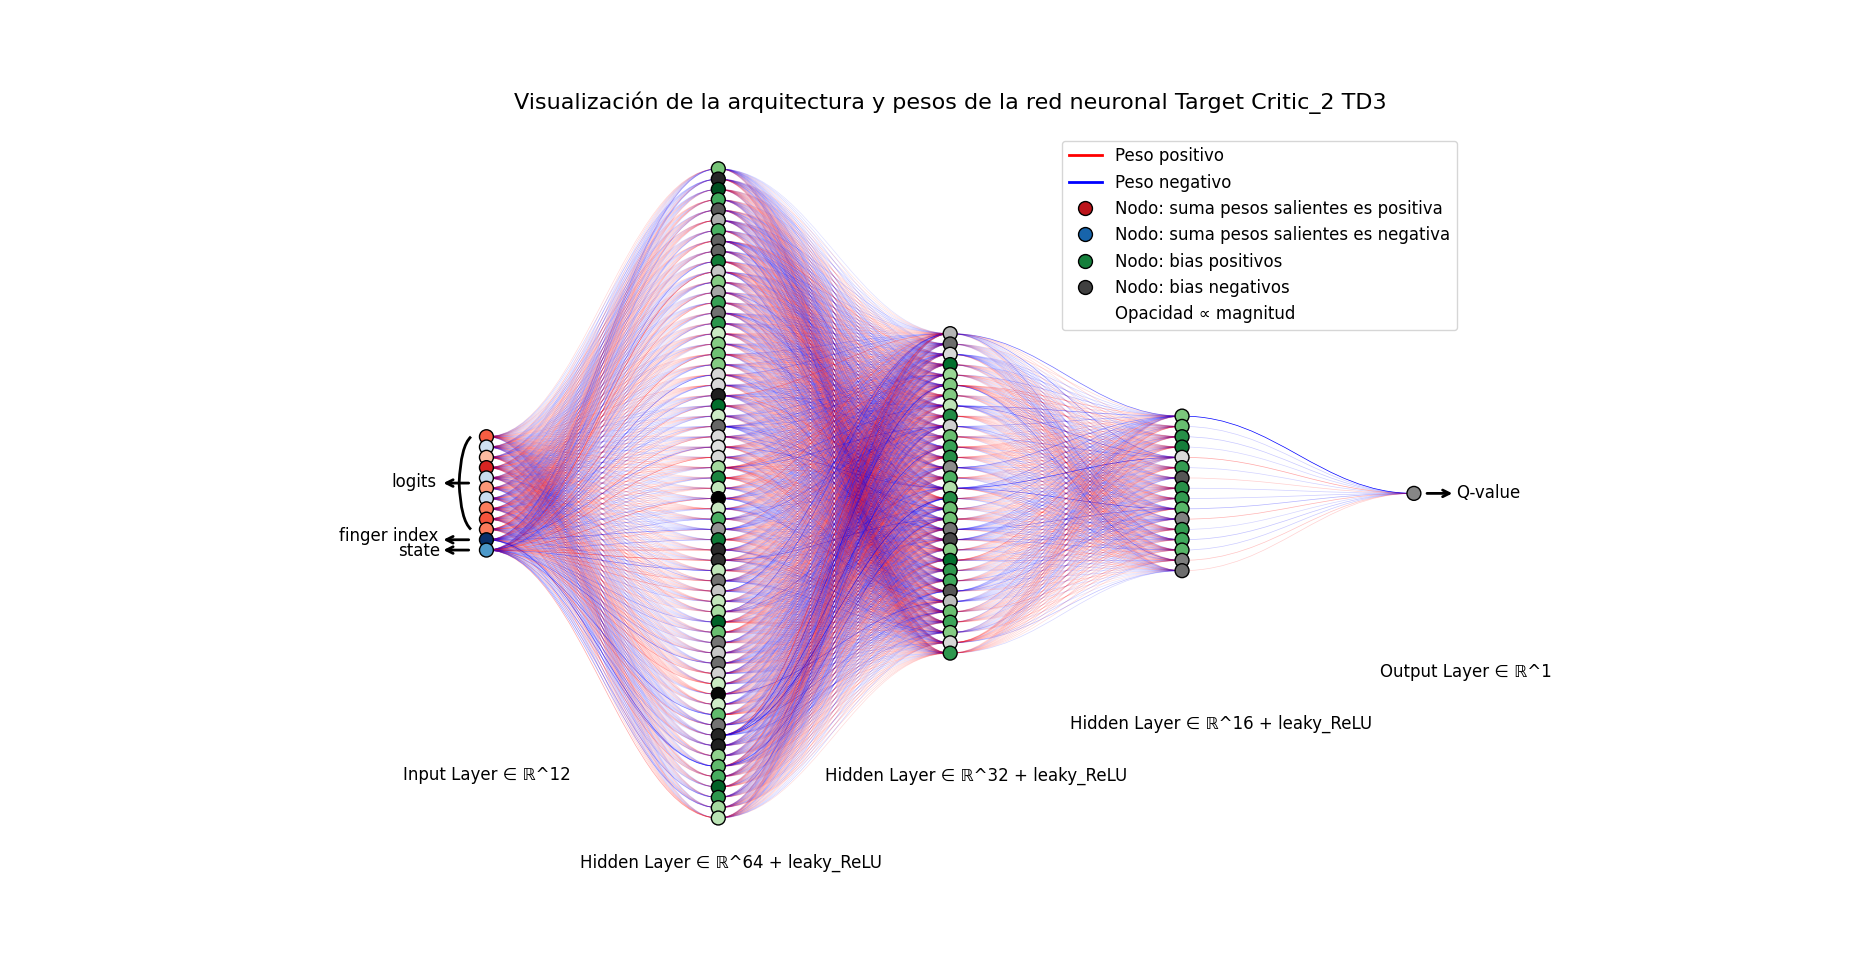 Visualización de la arquitectura y pesos de la red neuronal Target Critic_2 TD3
Peso positivo
Peso negativo
Nodo: suma pesos salientes es positiva
Nodo: suma pesos salientes es negativa
Nodo: bias positivos
Nodo: bias negativos
Opacidad ∝ magnitud
logits
finger index
state
Q-value
Output Layer ∈ ℝ^1
Hidden Layer ∈ ℝ^16 + leaky_ReLU
Input Layer ∈ ℝ^12
Hidden Layer ∈ ℝ^32 + leaky_ReLU
Hidden Layer ∈ ℝ^64 + leaky_ReLU